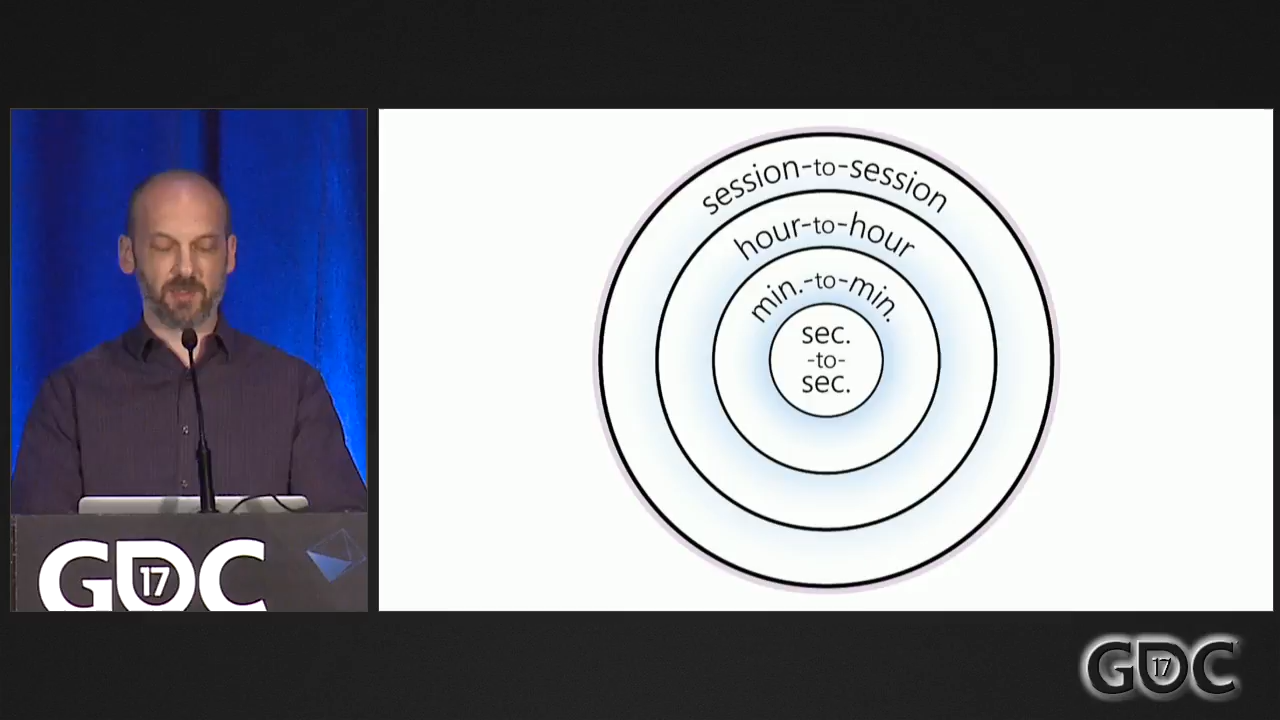 session-to-session
hour-to-hour
min.-to-min.
sec.
-to-
sec.
GDC
17
GDC
17